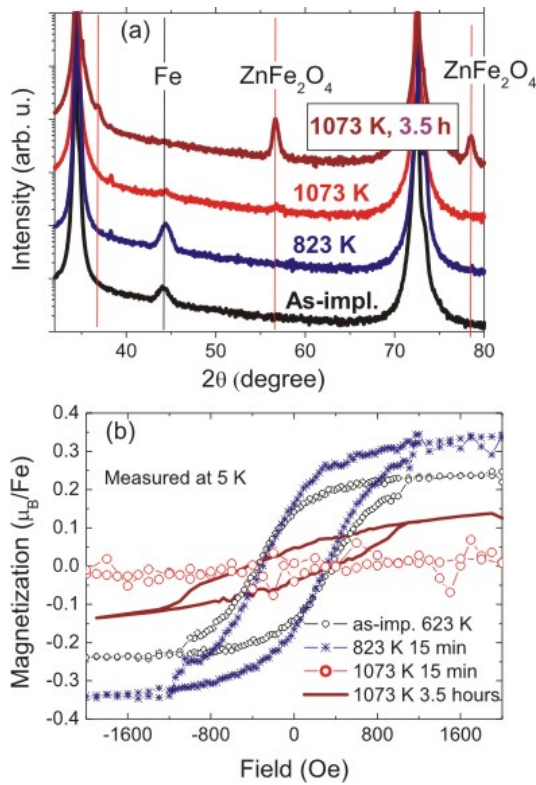 (a)
Fe
ZnFe₂O₄
ZnFe₂O₄
1073 K, 3.5 h
1073 K
823 K
As-impl.
Intensity (arb. u.)
40 50 60 70 80
2θ (degree)
(b)
Measured at 5 K
0.4
0.3
0.2
0.1
0.0
-0.1
-0.2
-0.3
-0.4
Magnetization (μ_B/Fe)
as-imp. 623 K
823 K 15 min
1073 K 15 min
1073 K 3.5 hours
-1600 -800 0 800 1600
Field (Oe)